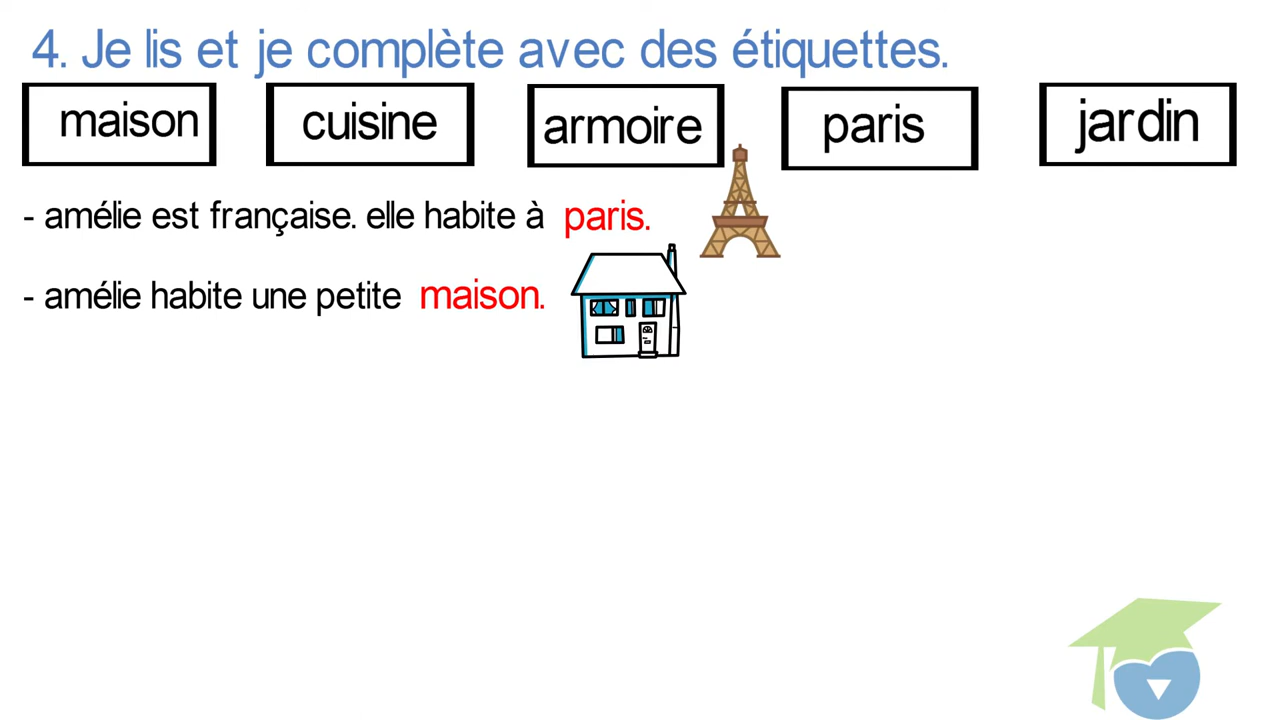 4. Je lis et je complète avec des étiquettes.
maison cuisine armoire paris jardin
- amélie est française. elle habite à paris.
- amélie habite une petite maison.